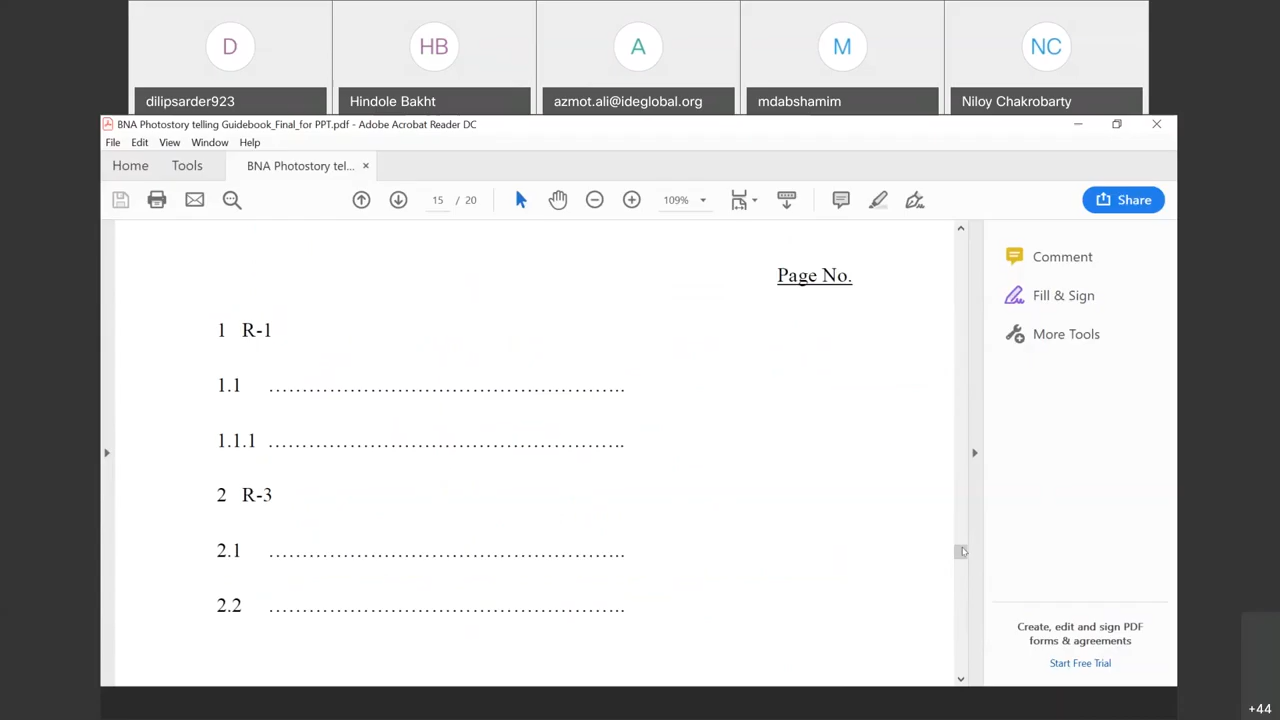 D HB A M NC
dilipsarder923 Hindole Bakht azmot.ali@ideglobal.org mdabshamim Niloy Chakrobarty
BNA Photostory telling Guidebook_Final_for PPT.pdf - Adobe Acrobat Reader DC
File Edit View Window Help
Home Tools BNA Photostory tel... ×
15 / 20 109% Share
Page No.
1 R-1
1.1 ………………………………………………..
1.1.1 ………………………………………………..
2 R-3
2.1 ………………………………………………..
2.2 ………………………………………………..
Comment
Fill & Sign
More Tools
Create, edit and sign PDF
forms & agreements
Start Free Trial
+44